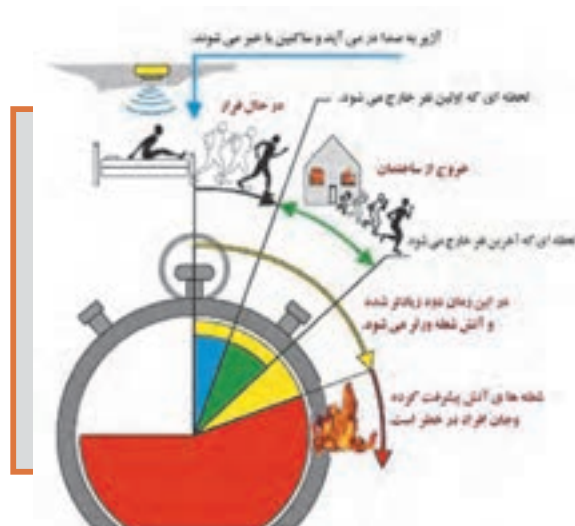 آژیر به صدا در می آید و ساکنین با خبر می شوند.
لحظه ای که اولین نفر خارج می شود.
در حال فرار
خروج از ساختمان
لحظه ای که آخرین نفر خارج می شود
در این زمان دود زیادتر شده
و آتش شعله ورتر می شود.
شعله های آتش پیشرفت کرده
وجان افراد در خطر است.